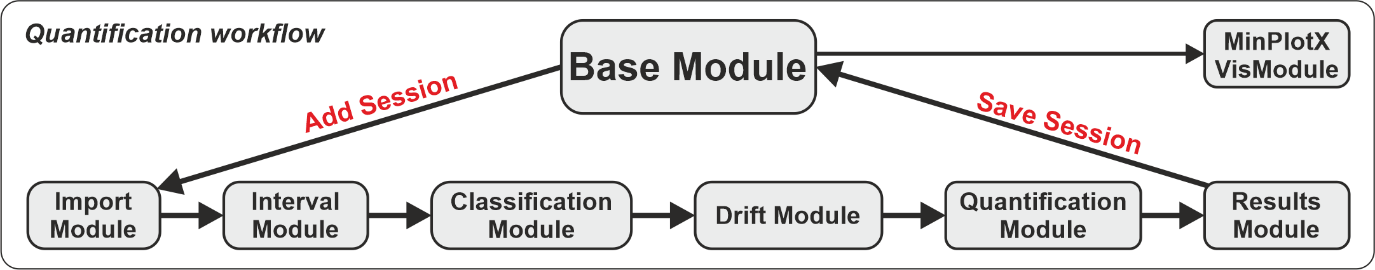 Quantification workflow
Base Module
MinPlotX
VisModule
Add Session
Save Session
Import
Module
Interval
Module
Classification
Module
Drift Module
Quantification
Module
Results
Module